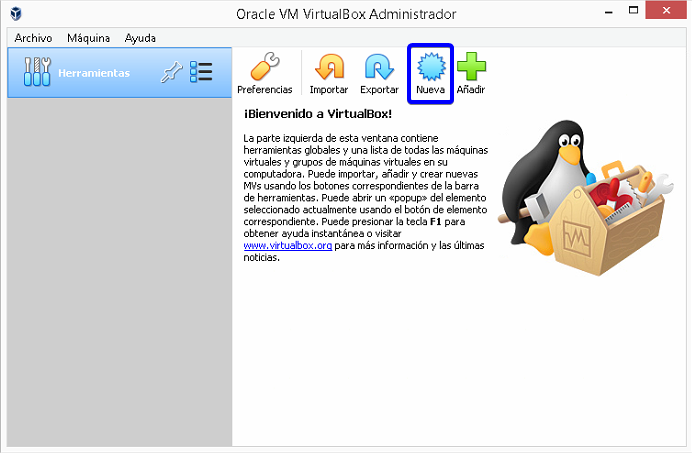 Oracle VM VirtualBox Administrador
Archivo Máquina Ayuda
Herramientas
Preferencias Importar Exportar Nueva Añadir
¡Bienvenido a VirtualBox!
La parte izquierda de esta ventana contiene
herramientas globales y una lista de todas las máquinas
virtuales y grupos de máquinas virtuales en su
computadora. Puede importar, añadir y crear nuevas
MVs usando los botones correspondientes de la barra
de herramientas. Puede abrir un «popup» del elemento
seleccionado actualmente usando el botón de elemento
correspondiente. Puede presionar la tecla F1 para
obtener ayuda instantánea o visitar
www.virtualbox.org para más información y las últimas
noticias.